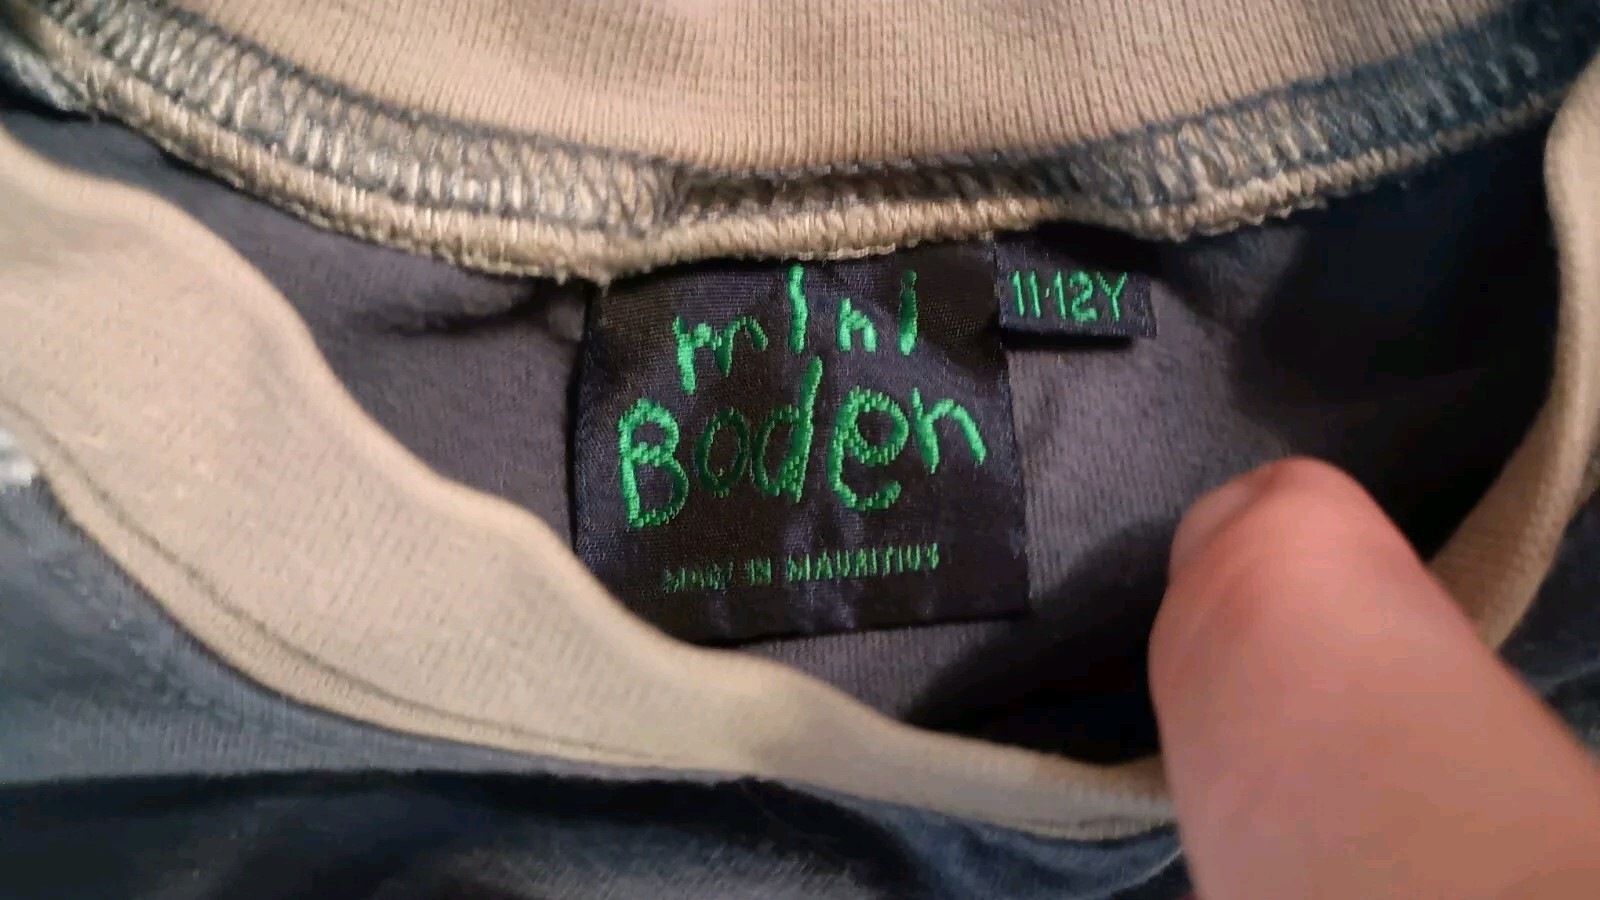 mini
Boden
MADE IN MAURITIUS
11-12Y